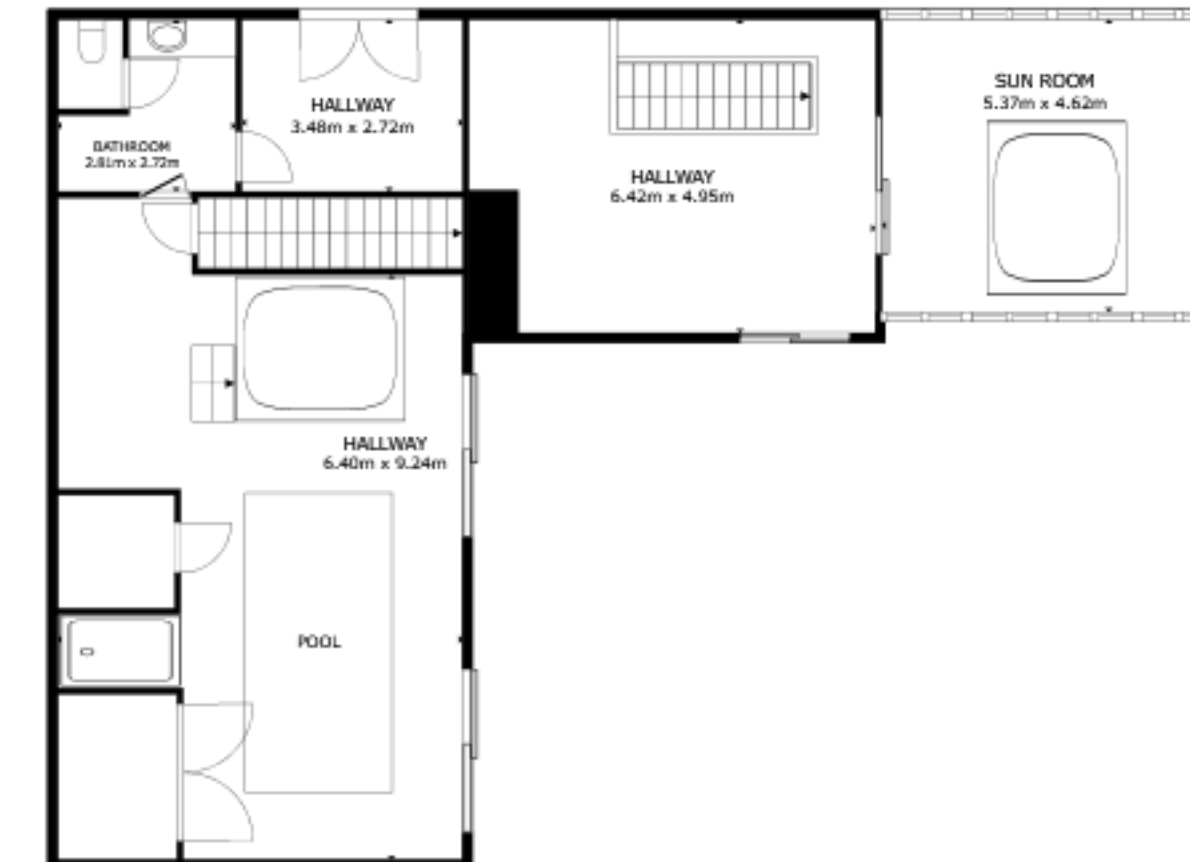 SUN ROOM
5.37m x 4.62m
HALLWAY
3.48m x 2.72m
BATHROOM
2.81m x 2.72m
HALLWAY
6.42m x 4.95m
HALLWAY
6.40m x 9.24m
POOL